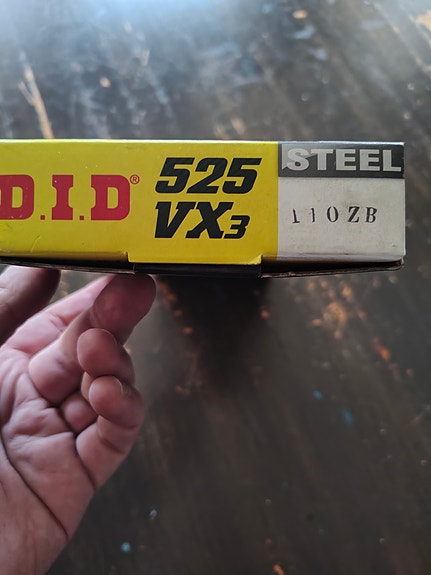 D.I.D®
525
VX3
STEEL
110ZB